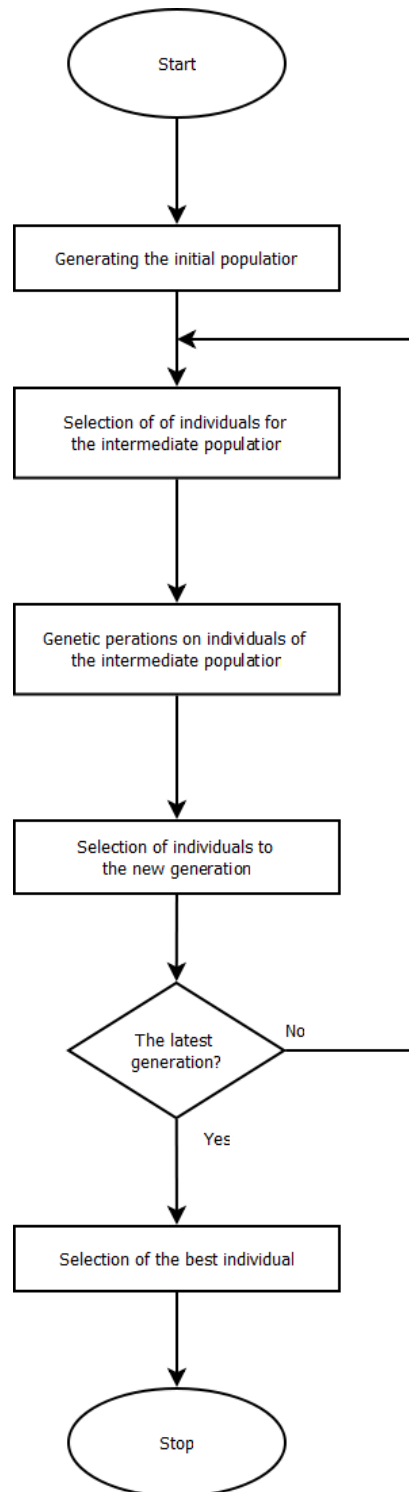 Start
Generating the initial populatior
Selection of of individuals for
the intermediate populatior
Genetic perations on individuals of
the intermediate populatior
Selection of individuals to
the new generation
The latest
generation?
No
Yes
Selection of the best individual
Stop